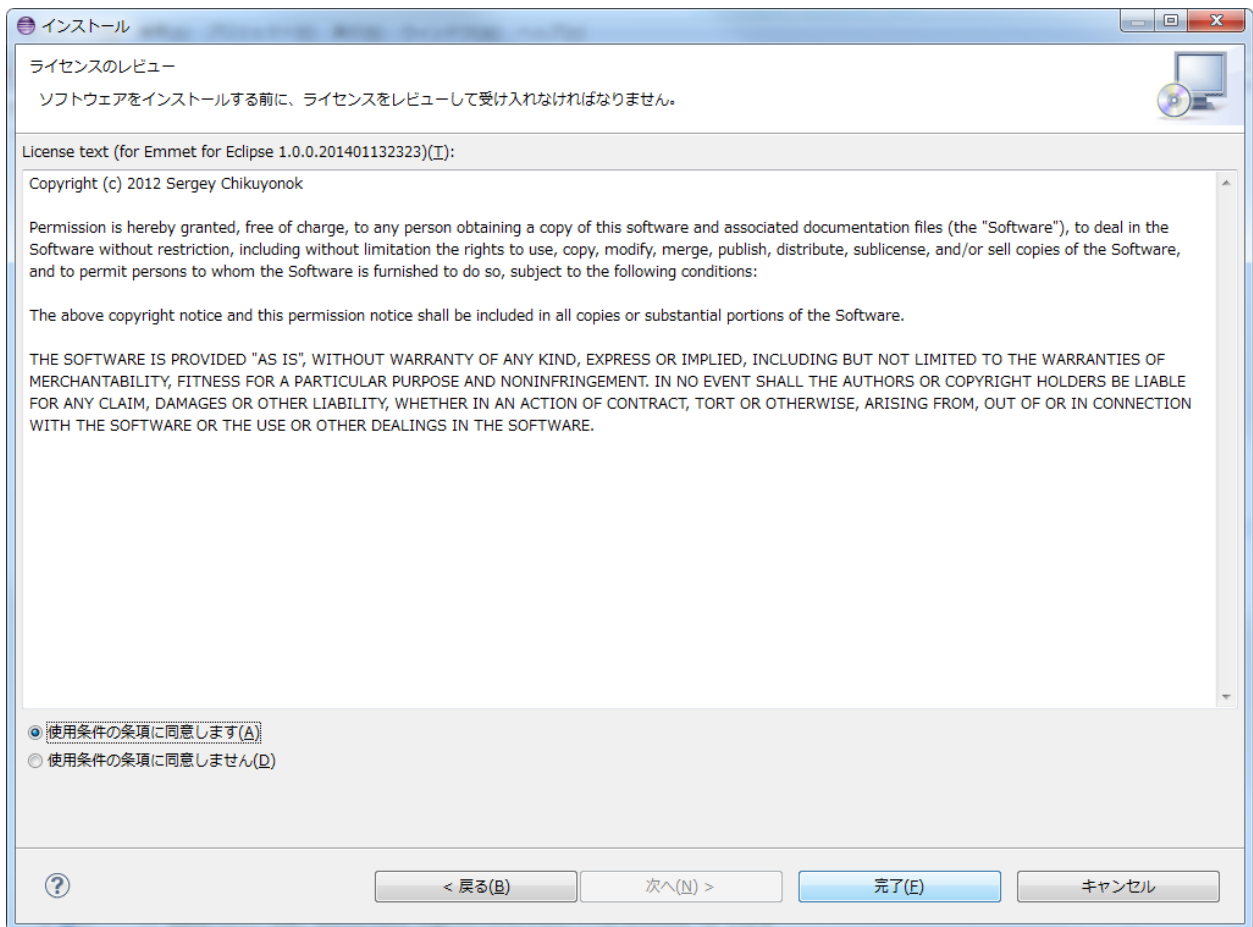 インストール
ライセンスのレビュー
ソフトウェアをインストールする前に、ライセンスをレビューして受け入れなければなりません。
License text (for Emmet for Eclipse 1.0.0.201401132323)(T):
Copyright (c) 2012 Sergey Chikuyonok
Permission is hereby granted, free of charge, to any person obtaining a copy of this software and associated documentation files (the "Software"), to deal in the
Software without restriction, including without limitation the rights to use, copy, modify, merge, publish, distribute, sublicense, and/or sell copies of the Software,
and to permit persons to whom the Software is furnished to do so, subject to the following conditions:
The above copyright notice and this permission notice shall be included in all copies or substantial portions of the Software.
THE SOFTWARE IS PROVIDED "AS IS", WITHOUT WARRANTY OF ANY KIND, EXPRESS OR IMPLIED, INCLUDING BUT NOT LIMITED TO THE WARRANTIES OF
MERCHANTABILITY, FITNESS FOR A PARTICULAR PURPOSE AND NONINFRINGEMENT. IN NO EVENT SHALL THE AUTHORS OR COPYRIGHT HOLDERS BE LIABLE
FOR ANY CLAIM, DAMAGES OR OTHER LIABILITY, WHETHER IN AN ACTION OF CONTRACT, TORT OR OTHERWISE, ARISING FROM, OUT OF OR IN CONNECTION
WITH THE SOFTWARE OR THE USE OR OTHER DEALINGS IN THE SOFTWARE.
使用条件の条項に同意します(A)
使用条件の条項に同意しません(D)
< 戻る(B) 次へ(N) > 完了(F) キャンセル